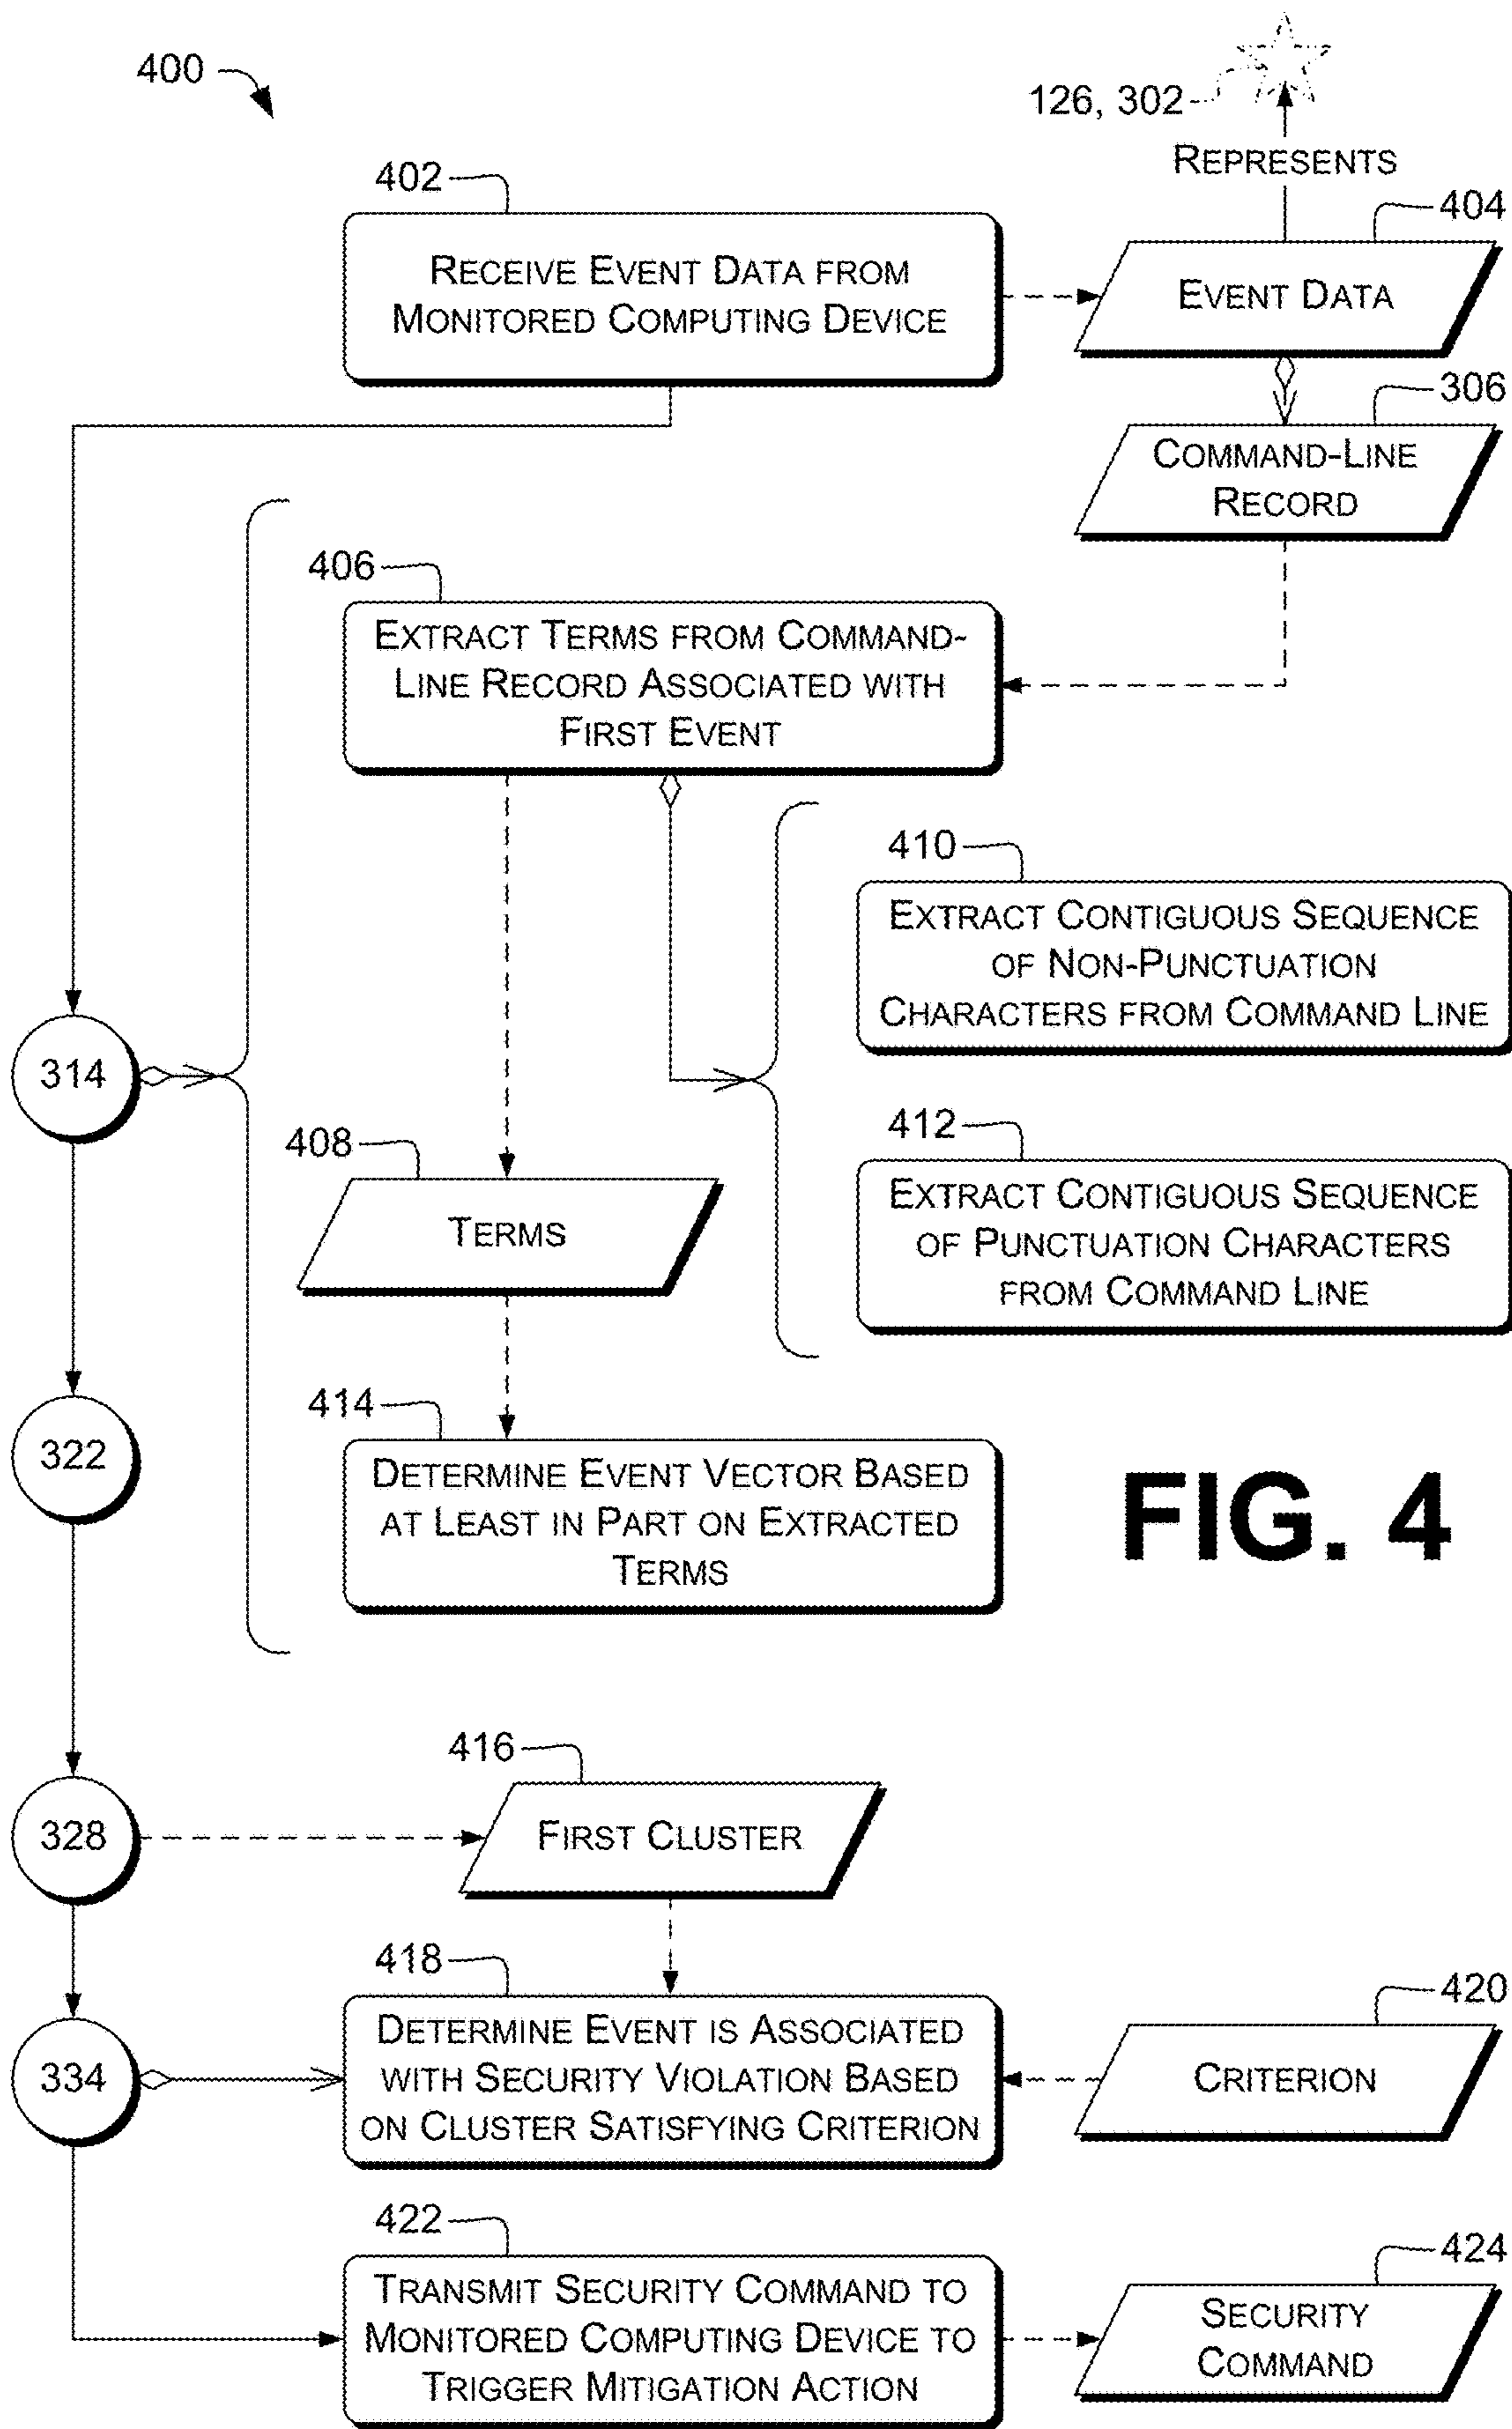 400
126, 302
REPRESENTS
402
RECEIVE EVENT DATA FROM
MONITORED COMPUTING DEVICE
404
EVENT DATA
306
COMMAND-LINE
RECORD
406
EXTRACT TERMS FROM COMMAND-
LINE RECORD ASSOCIATED WITH
FIRST EVENT
410
EXTRACT CONTIGUOUS SEQUENCE
OF NON-PUNCTUATION
CHARACTERS FROM COMMAND LINE
314
408
TERMS
412
EXTRACT CONTIGUOUS SEQUENCE
OF PUNCTUATION CHARACTERS
FROM COMMAND LINE
322
414
DETERMINE EVENT VECTOR BASED
AT LEAST IN PART ON EXTRACTED
TERMS
FIG. 4
328
416
FIRST CLUSTER
334
418
DETERMINE EVENT IS ASSOCIATED
WITH SECURITY VIOLATION BASED
ON CLUSTER SATISFYING CRITERION
420
CRITERION
422
TRANSMIT SECURITY COMMAND TO
MONITORED COMPUTING DEVICE TO
TRIGGER MITIGATION ACTION
424
SECURITY
COMMAND